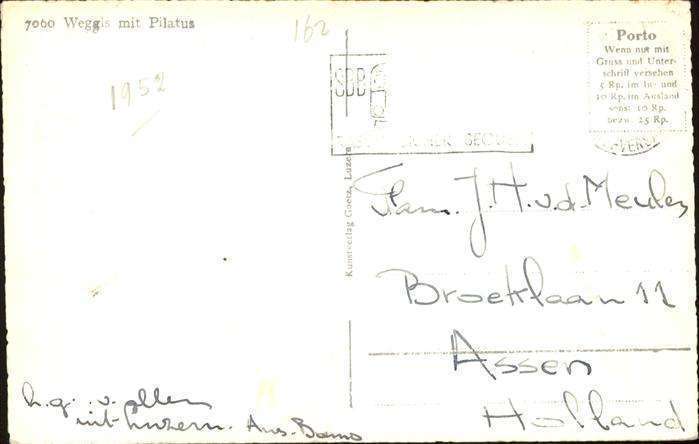 7060 Weggis mit Pilatus
162
1952
SBB
Porto
Wenn nur mit
Gruss und Unter-
schrift versehen
5 Rp. im In- und
10 Rp. im Ausland
sonst 10 Rp.
bezw. 25 Rp.
Kunstverlag Goetz, Luzern
Fam. J. H. v.d. Meulen
Broeklaan 11
Assen
Holland
h.g. v. allen
uit Luzern.